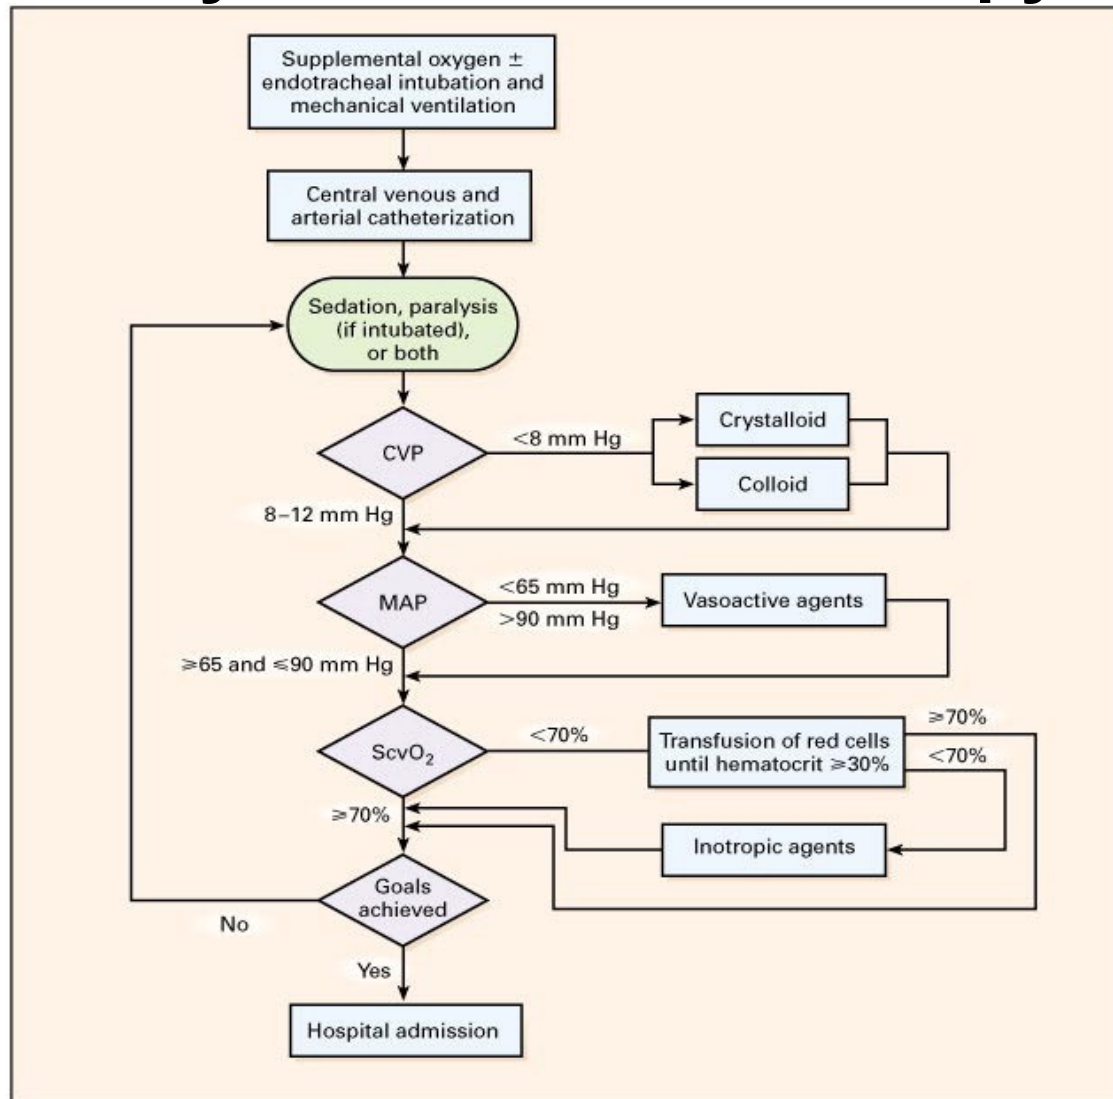 Supplemental oxygen ±
endotracheal intubation and
mechanical ventilation
Central venous and
arterial catheterization
Sedation, paralysis
(if intubated),
or both
CVP
<8 mm Hg
Crystalloid
Colloid
8–12 mm Hg
MAP
<65 mm Hg
>90 mm Hg
Vasoactive agents
≥65 and ≤90 mm Hg
ScvO₂
<70%
Transfusion of red cells
until hematocrit ≥30%
≥70%
<70%
≥70%
Inotropic agents
Goals
achieved
No
Yes
Hospital admission